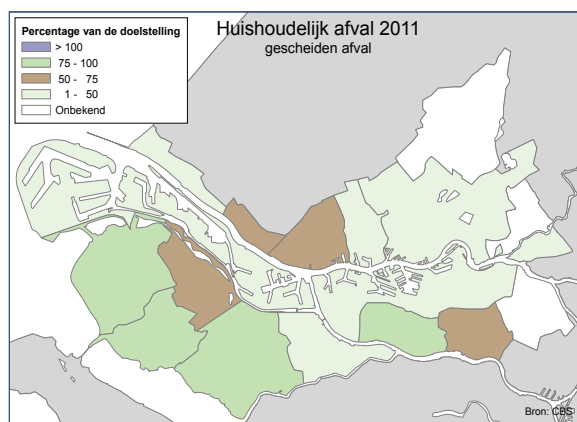 Huishoudelijk afval 2011
gescheiden afval
Percentage van de doelstelling
> 100
75 - 100
50 - 75
1 - 50
Onbekend
Bron: CBS